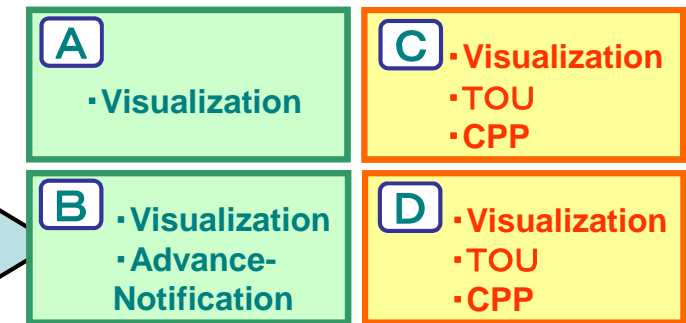 A
・Visualization
B
・Visualization
・Advance-
Notification
C
・Visualization
・TOU
・CPP
D
・Visualization
・TOU
・CPP